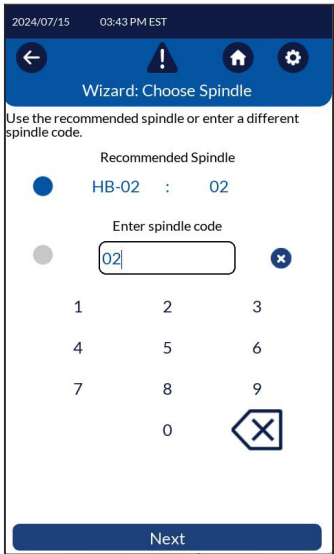 2024/07/15 03:43 PM EST
Wizard: Choose Spindle
Use the recommended spindle or enter a different
spindle code.
Recommended Spindle
HB-02 : 02
Enter spindle code
02
1 2 3
4 5 6
7 8 9
0
Next